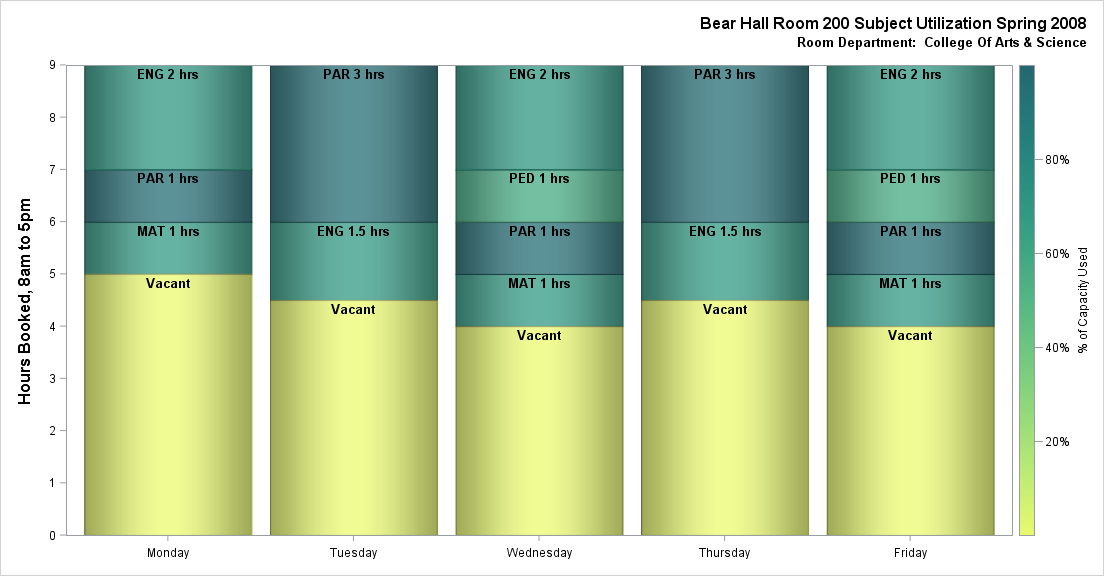 Bear Hall Room 200 Subject Utilization Spring 2008
Room Department:  College Of Arts & Science
Hours Booked, 8am to 5pm
9
8
7
6
5
4
3
2
1
0
ENG 2 hrs
PAR 1 hrs
MAT 1 hrs
Vacant
PAR 3 hrs
ENG 1.5 hrs
Vacant
ENG 2 hrs
PED 1 hrs
PAR 1 hrs
MAT 1 hrs
Vacant
PAR 3 hrs
ENG 1.5 hrs
Vacant
ENG 2 hrs
PED 1 hrs
PAR 1 hrs
MAT 1 hrs
Vacant
Monday
Tuesday
Wednesday
Thursday
Friday
80%
60%
40%
20%
% of Capacity Used